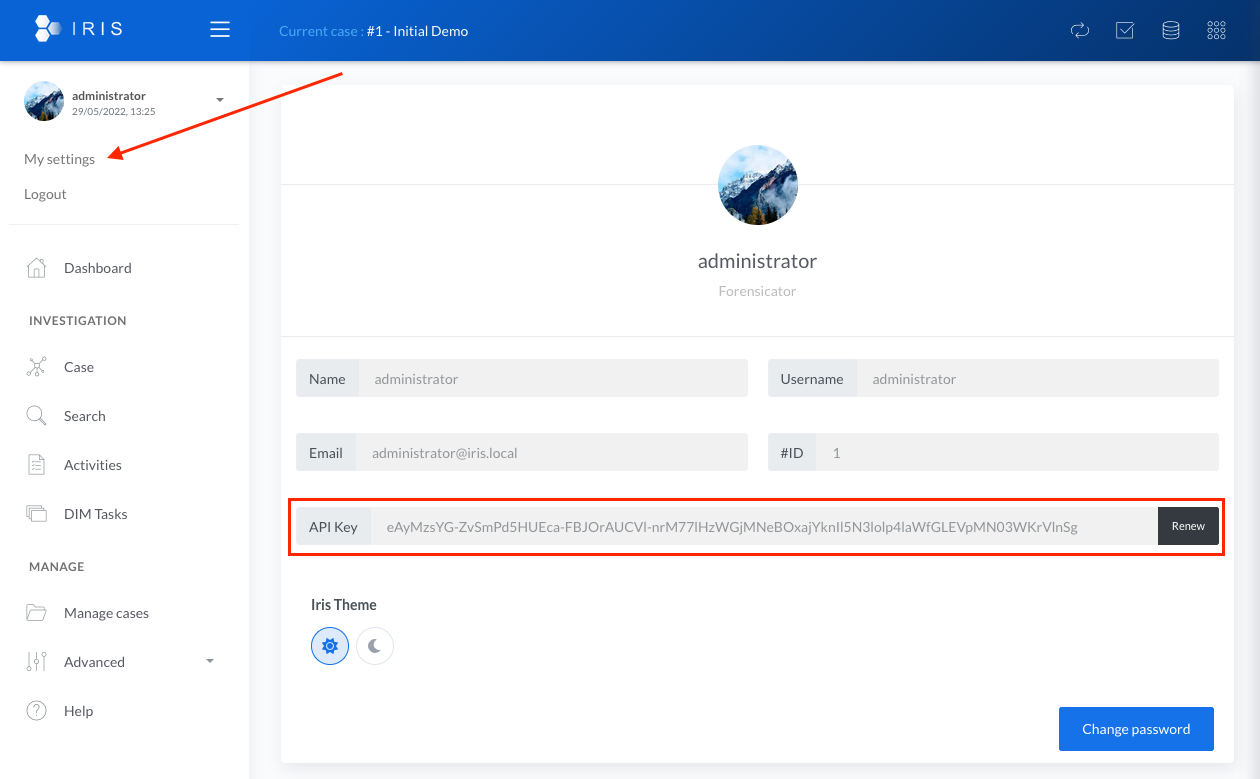 IRIS
Current case : #1 - Initial Demo
administrator
29/05/2022, 13:25
My settings
Logout
Dashboard
INVESTIGATION
Case
Search
Activities
DIM Tasks
MANAGE
Manage cases
Advanced
Help
administrator
Forensicator
Name administrator
Username administrator
Email administrator@iris.local
#ID 1
API Key eAyMzsYG-ZvSmPd5HUEca-FBJOrAUCVl-nrM77lHzWGjMNeBOxajYknIl5N3lolp4laWfGLEVpMN03WKrVlnSg Renew
Iris Theme
Change password